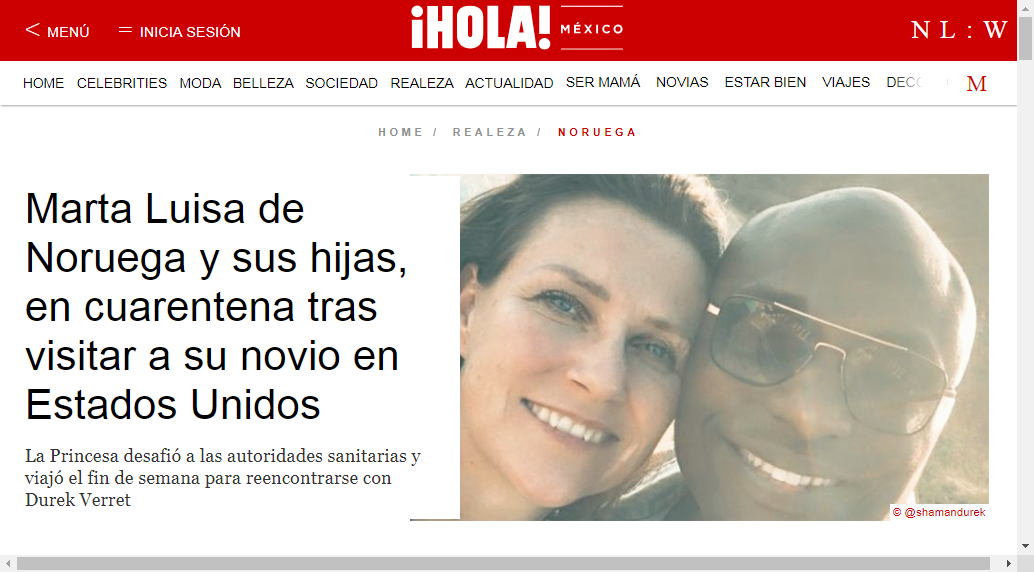 < MENÚ
= INICIA SESIÓN
¡HOLA!
MÉXICO
N L : W
HOME CELEBRITIES MODA BELLEZA SOCIEDAD REALEZA ACTUALIDAD SER MAMÁ NOVIAS ESTAR BIEN VIAJES
M
HOME / REALEZA / NORUEGA
Marta Luisa de
Noruega y sus hijas,
en cuarentena tras
visitar a su novio en
Estados Unidos
La Princesa desafió a las autoridades sanitarias y
viajó el fin de semana para reencontrarse con
Durek Verret
© @shamandurek